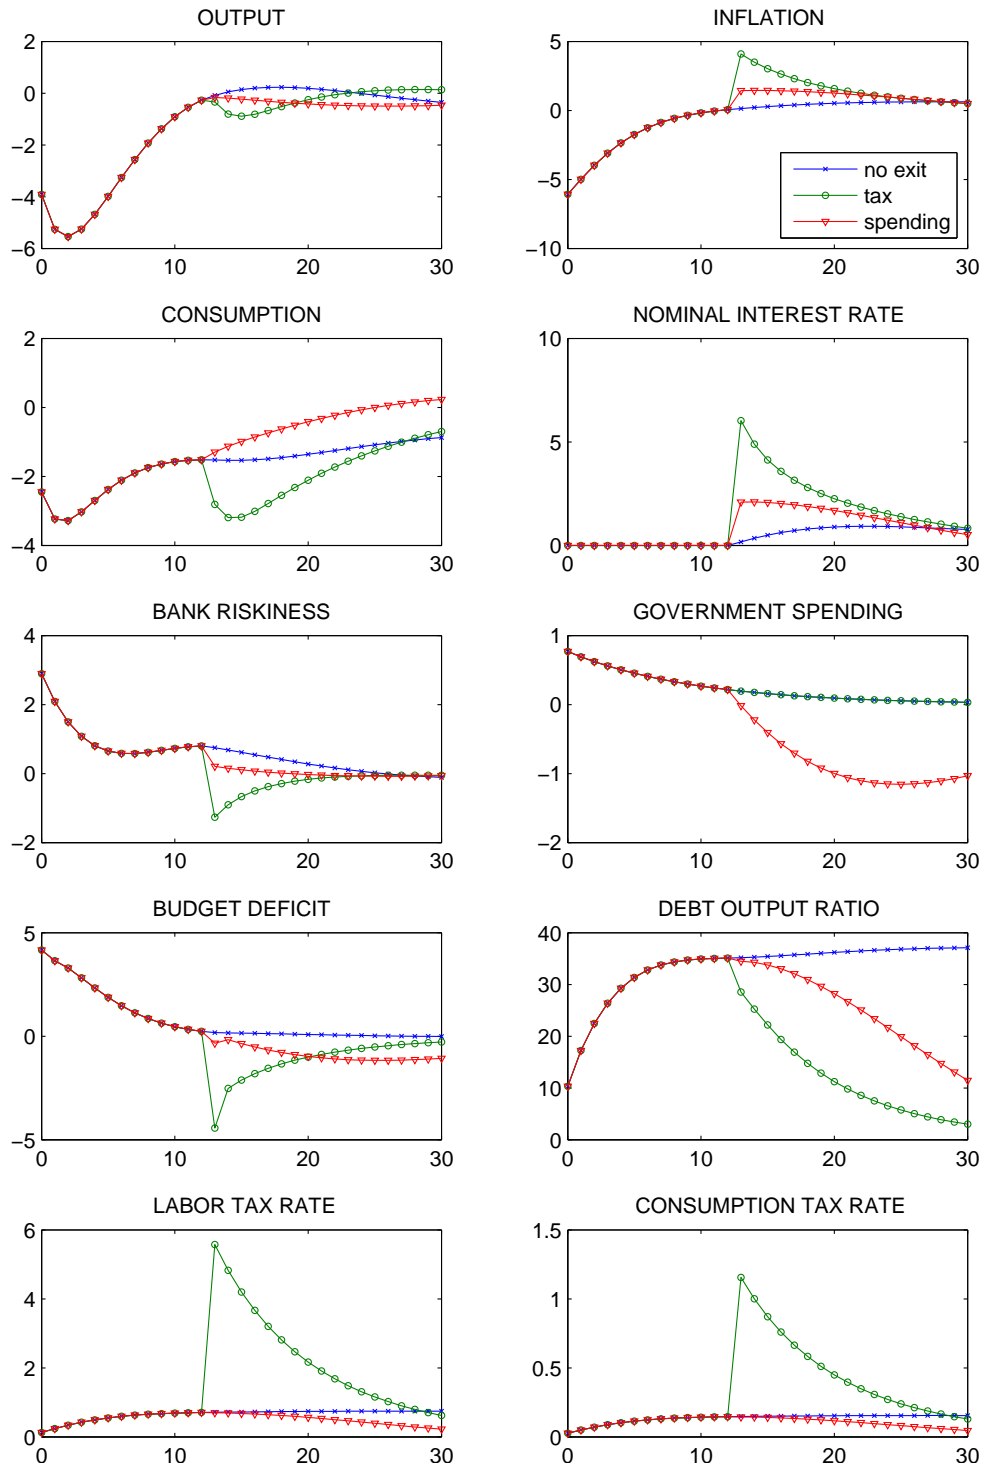 OUTPUT
2
0
−2
−4
−6
0 10 20 30
INFLATION
5
0
−5
−10
0 10 20 30
no exit
tax
spending
CONSUMPTION
2
0
−2
−4
0 10 20 30
NOMINAL INTEREST RATE
10
5
0
0 10 20 30
BANK RISKINESS
4
2
0
−2
0 10 20 30
GOVERNMENT SPENDING
1
0
−1
−2
0 10 20 30
BUDGET DEFICIT
5
0
−5
0 10 20 30
DEBT OUTPUT RATIO
40
30
20
10
0
0 10 20 30
LABOR TAX RATE
6
4
2
0
0 10 20 30
CONSUMPTION TAX RATE
1.5
1
0.5
0
0 10 20 30